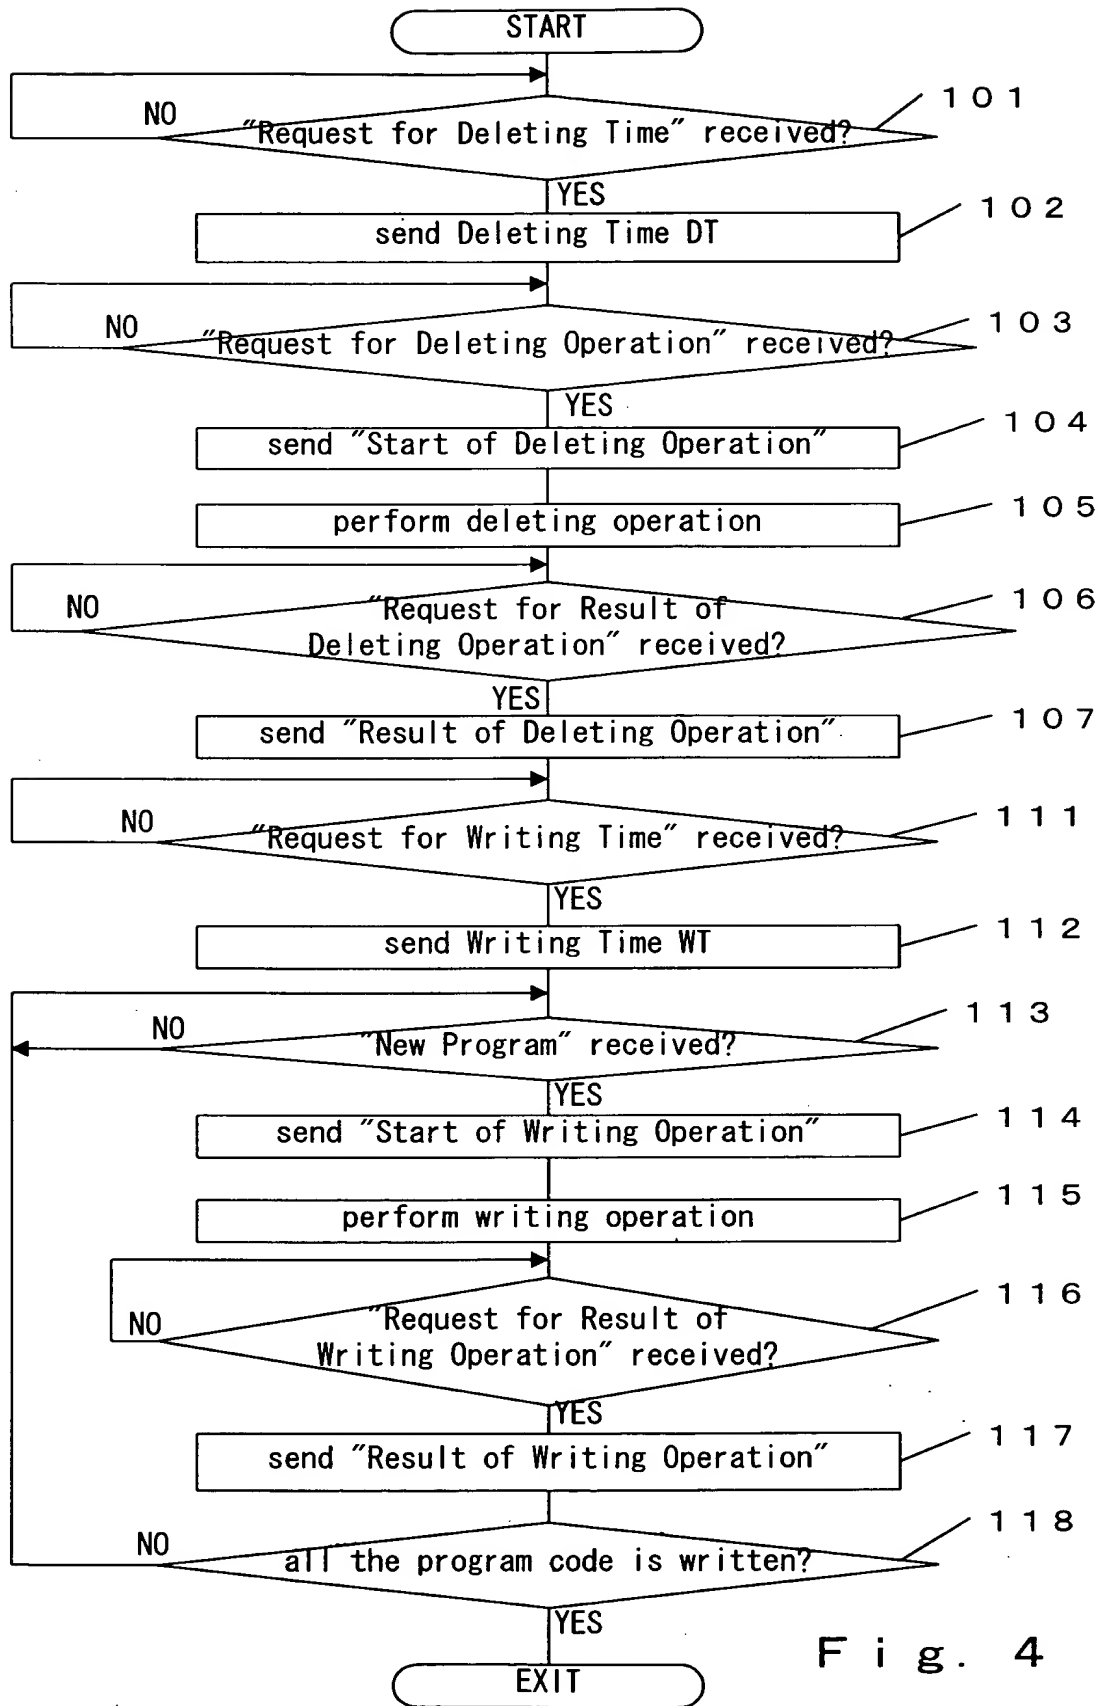 START
NO
"Request for Deleting Time" received?
101
YES
send Deleting Time DT
102
NO
"Request for Deleting Operation" received?
103
YES
send "Start of Deleting Operation"
104
perform deleting operation
105
NO
"Request for Result of
Deleting Operation" received?
106
YES
send "Result of Deleting Operation"
107
NO
"Request for Writing Time" received?
111
YES
send Writing Time WT
112
NO
"New Program" received?
113
YES
send "Start of Writing Operation"
114
perform writing operation
115
NO
"Request for Result of
Writing Operation" received?
116
YES
send "Result of Writing Operation"
117
NO
all the program code is written?
118
YES
EXIT
Fig. 4